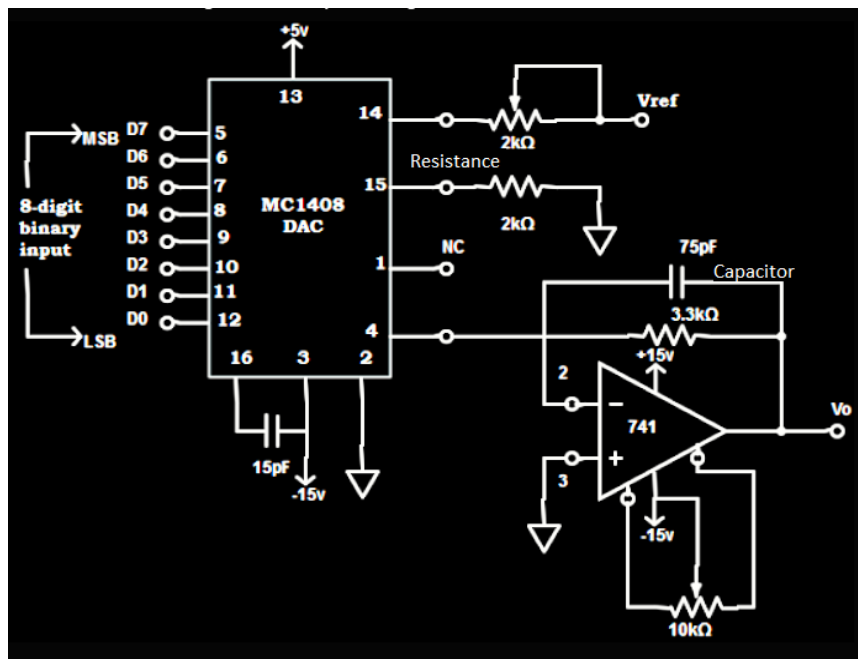 +5v
13
14
Vref
2kΩ
MSB
D7
5
D6
6
Resistance
D5
7
15
8-digit
binary
input
D4
8
MC1408
DAC
2kΩ
D3
9
NC
75pF
D2
10
1
Capacitor
D1
11
3.3kΩ
D0
12
4
LSB
16
3
2
+15v
2
−
741
Vo
15pF
-15v
+
3
-15v
10kΩ